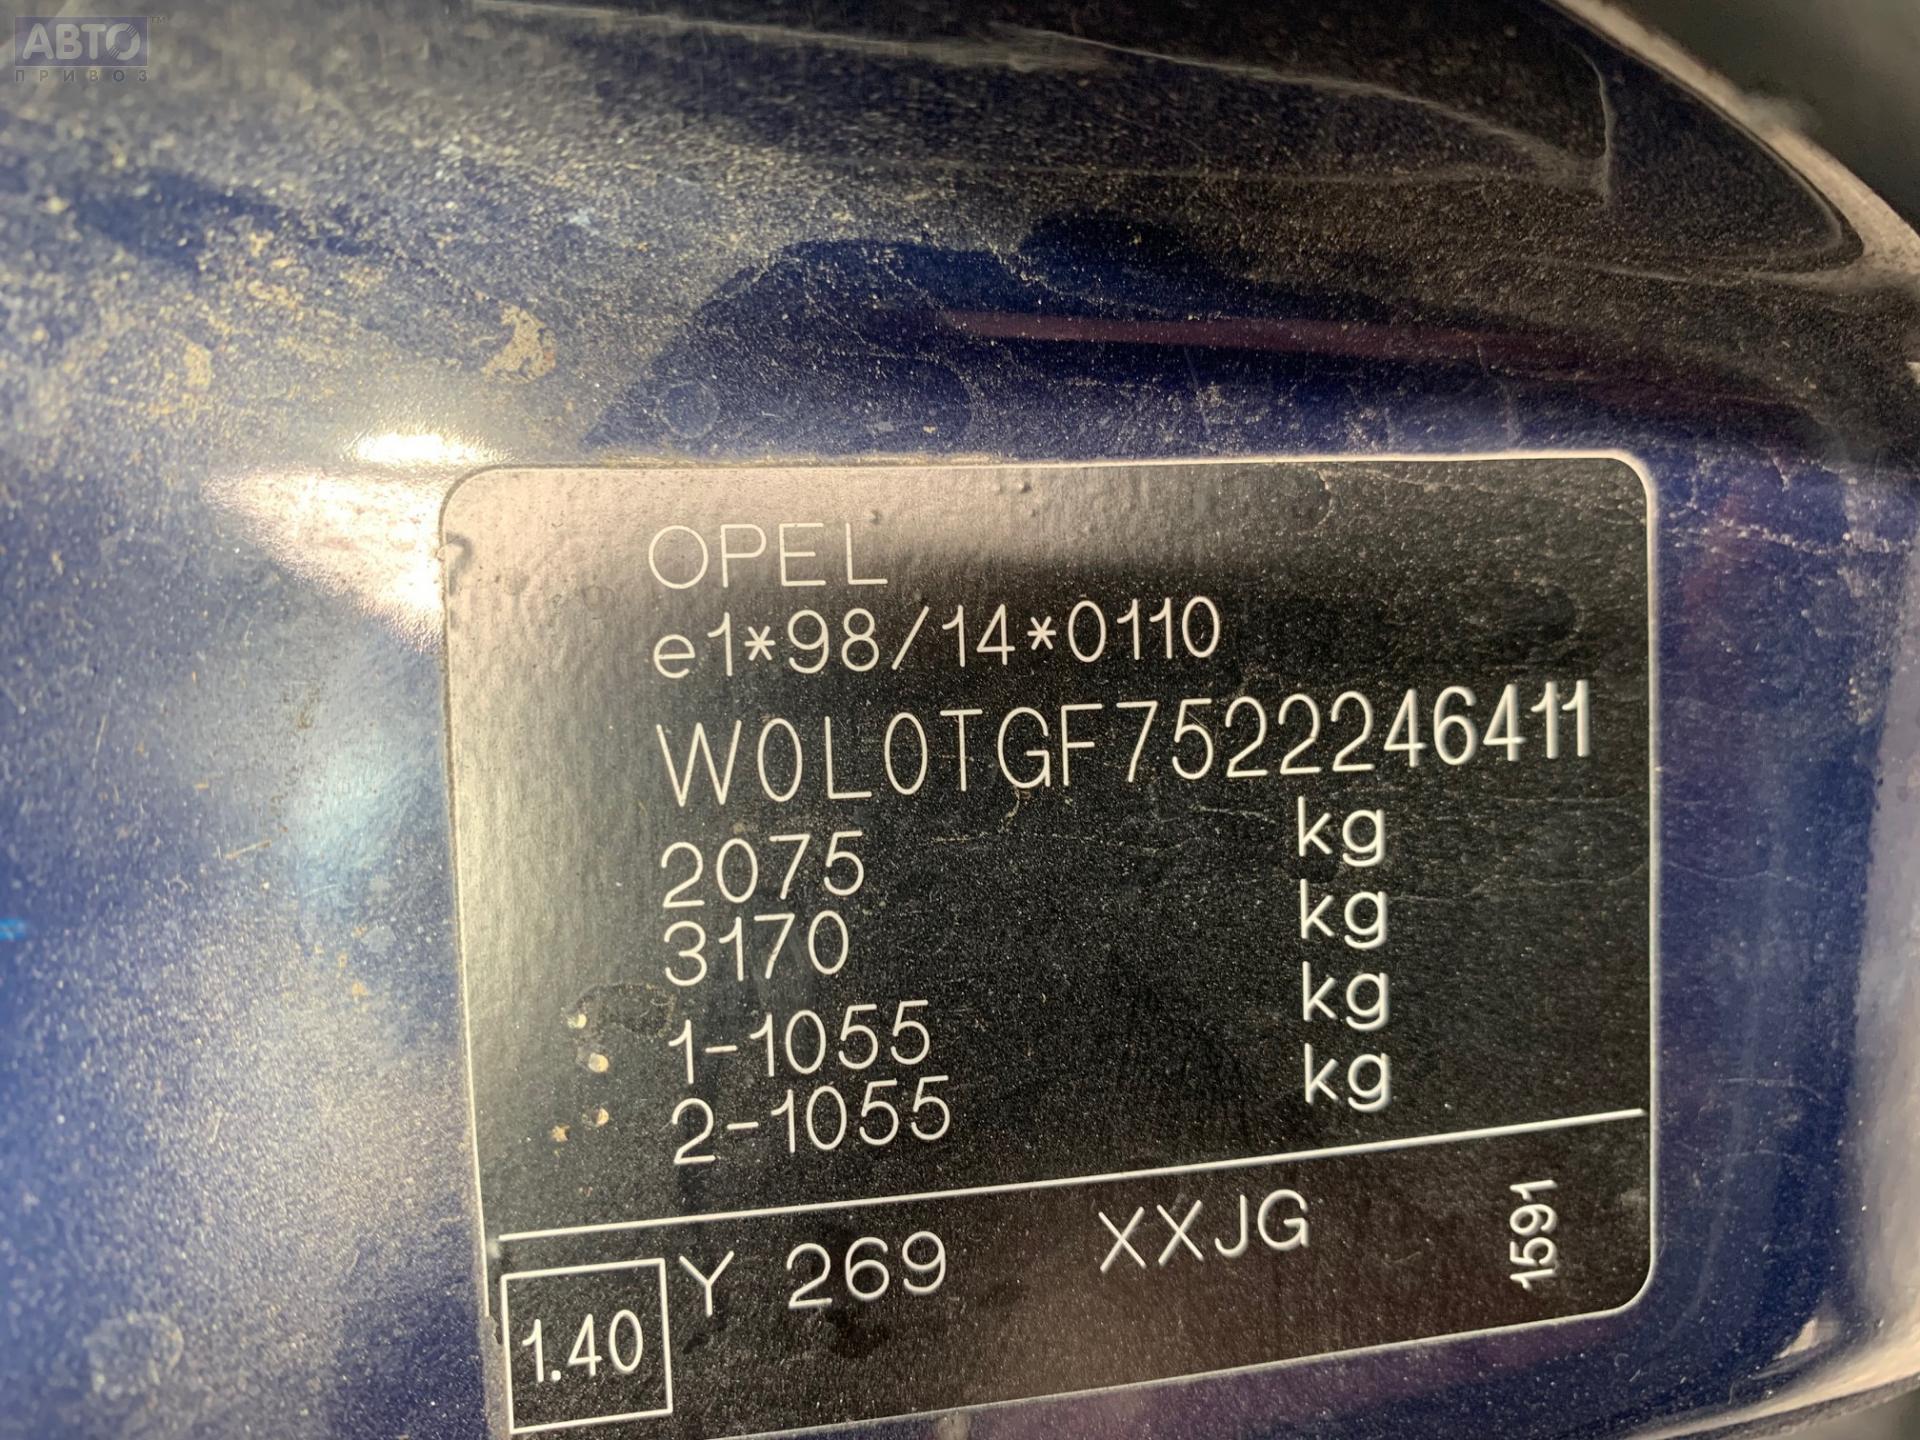 АВТО™
ПРИВОЗ
OPEL
e1*98/14*0110
W0L0TGF7522246411
2075 kg
3170 kg
1-1055 kg
2-1055 kg
1.40 Y 269 XXJG 1591